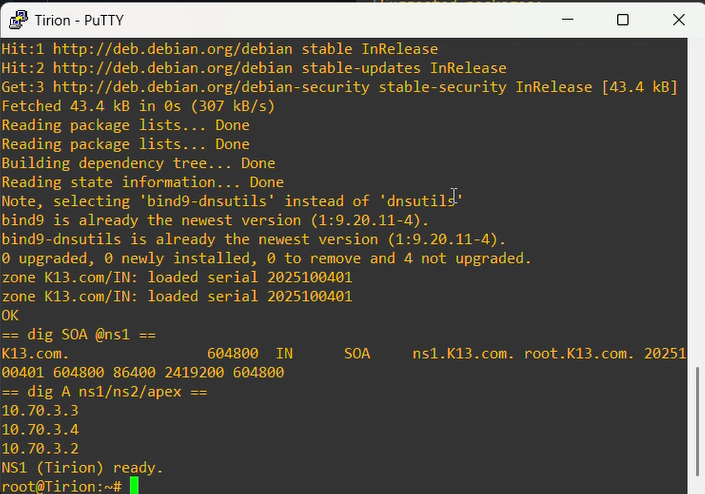 Tirion - PuTTY
Hit:1 http://deb.debian.org/debian stable InRelease
Hit:2 http://deb.debian.org/debian stable-updates InRelease
Get:3 http://deb.debian.org/debian-security stable-security InRelease [43.4 kB]
Fetched 43.4 kB in 0s (307 kB/s)
Reading package lists... Done
Reading package lists... Done
Building dependency tree... Done
Reading state information... Done
Note, selecting 'bind9-dnsutils' instead of 'dnsutils'
bind9 is already the newest version (1:9.20.11-4).
bind9-dnsutils is already the newest version (1:9.20.11-4).
0 upgraded, 0 newly installed, 0 to remove and 4 not upgraded.
zone K13.com/IN: loaded serial 2025100401
zone K13.com/IN: loaded serial 2025100401
OK
== dig SOA @ns1 ==
K13.com. 604800 IN SOA ns1.K13.com. root.K13.com. 20251
00401 604800 86400 2419200 604800
== dig A ns1/ns2/apex ==
10.70.3.3
10.70.3.4
10.70.3.2
NS1 (Tirion) ready.
root@Tirion:~#